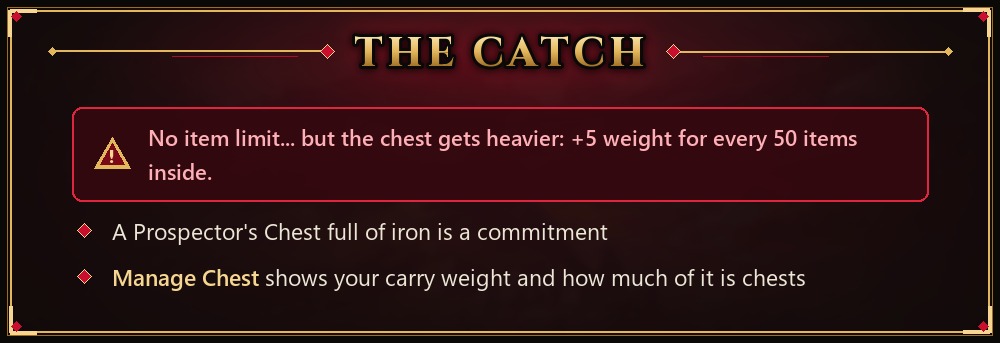 THE CATCH
No item limit... but the chest gets heavier: +5 weight for every 50 items
inside.
A Prospector's Chest full of iron is a commitment
Manage Chest shows your carry weight and how much of it is chests